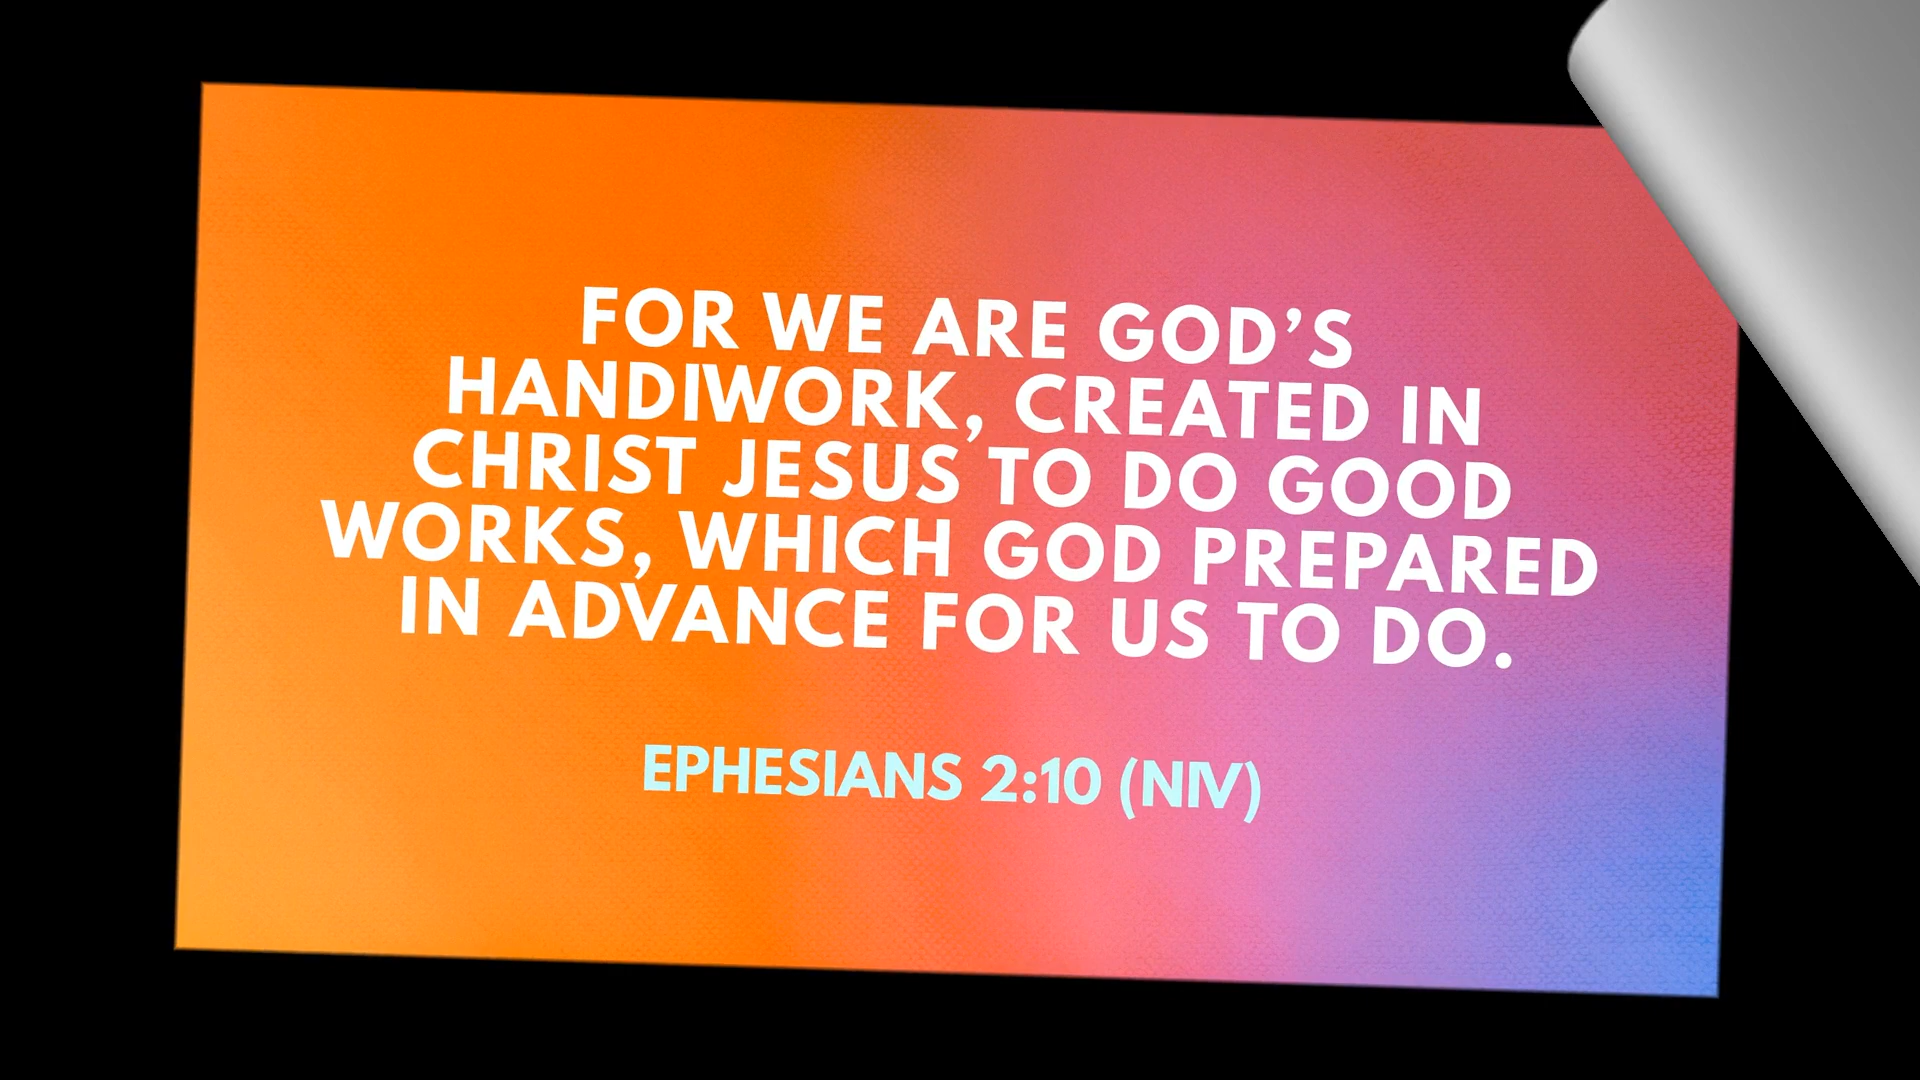 FOR WE ARE GOD’S
HANDIWORK, CREATED IN
CHRIST JESUS TO DO GOOD
WORKS, WHICH GOD PREPARED
IN ADVANCE FOR US TO DO.
EPHESIANS 2:10 (NIV)